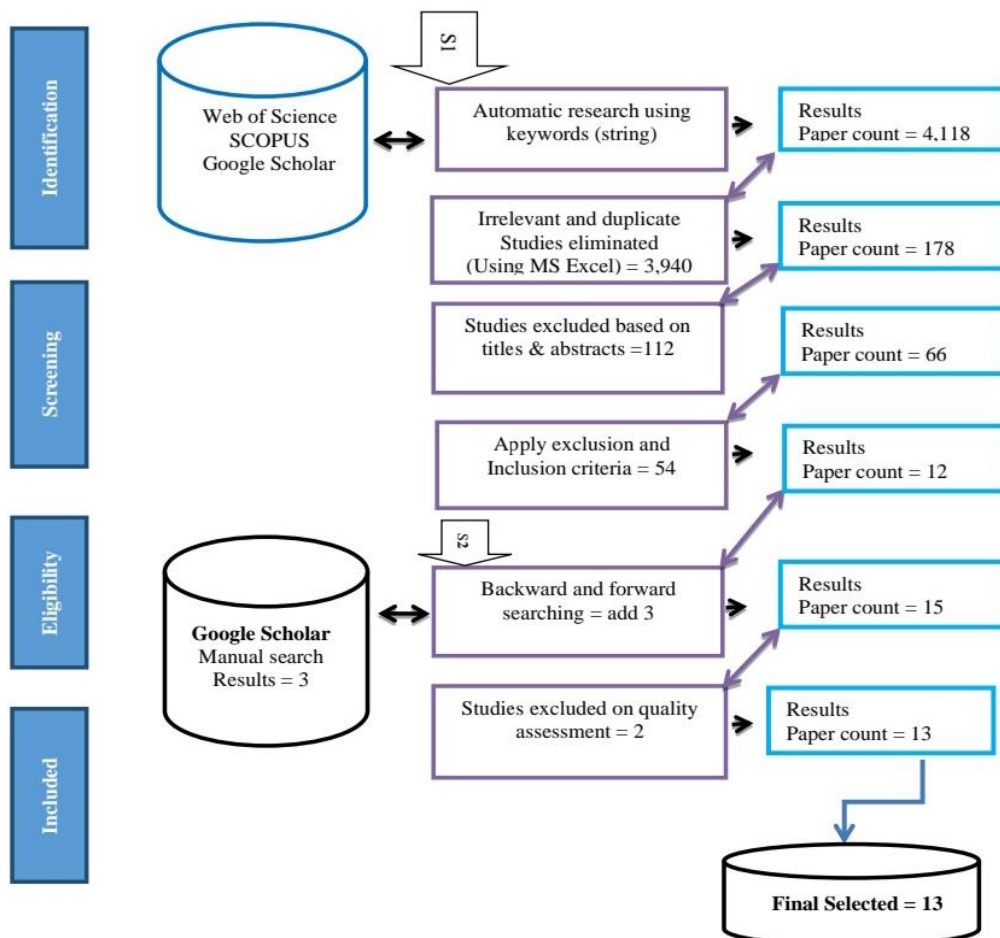 Identification
Web of Science
SCOPUS
Google Scholar
S1
Automatic research using
keywords (string)
Results
Paper count = 4,118
Irrelevant and duplicate
Studies eliminated
(Using MS Excel) = 3,940
Results
Paper count = 178
Screening
Studies excluded based on
titles & abstracts =112
Results
Paper count = 66
Apply exclusion and
Inclusion criteria = 54
Results
Paper count = 12
Eligibility
S2
Google Scholar
Manual search
Results = 3
Backward and forward
searching = add 3
Results
Paper count = 15
Included
Studies excluded on quality
assessment = 2
Results
Paper count = 13
Final Selected = 13